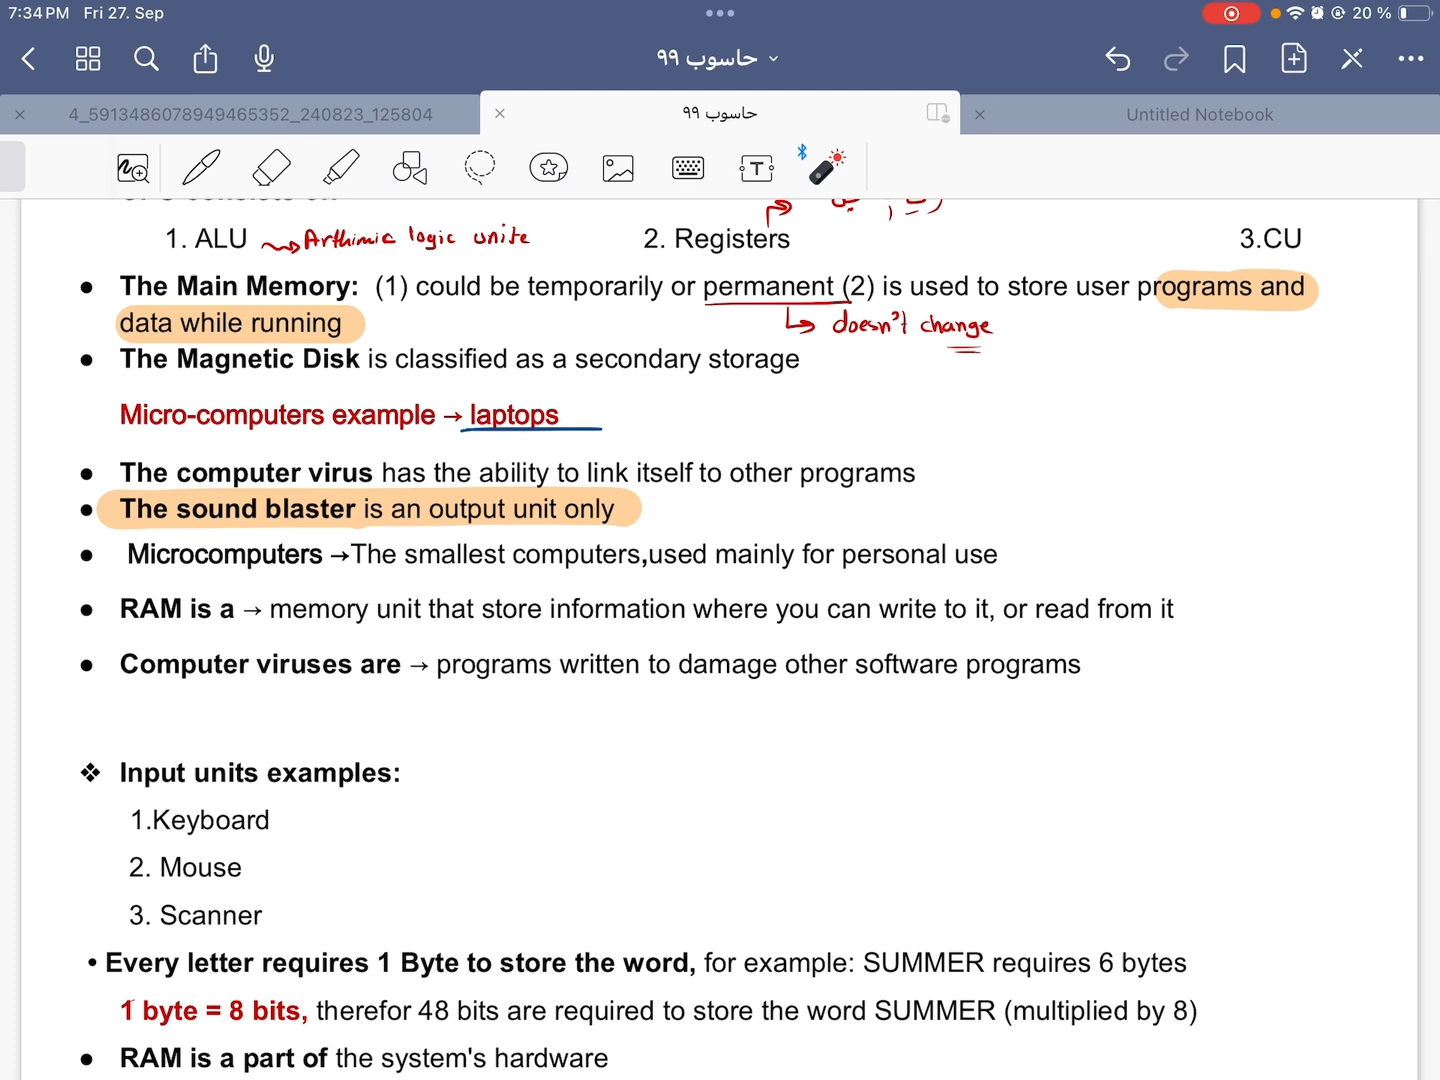 7:34 PM Fri 27. Sep
20 %
حاسوب ٩٩
4_5913486078949465352_240823_125804
حاسوب ٩٩
Untitled Notebook
1. ALU Arthimic logic unite 2. Registers 3.CU
● The Main Memory: (1) could be temporarily or permanent (2) is used to store user programs and
data while running
doesn't change
● The Magnetic Disk is classified as a secondary storage
Micro-computers example → laptops
● The computer virus has the ability to link itself to other programs
● The sound blaster is an output unit only
● Microcomputers →The smallest computers,used mainly for personal use
● RAM is a → memory unit that store information where you can write to it, or read from it
● Computer viruses are → programs written to damage other software programs
❖ Input units examples:
1.Keyboard
2. Mouse
3. Scanner
• Every letter requires 1 Byte to store the word, for example: SUMMER requires 6 bytes
1 byte = 8 bits, therefor 48 bits are required to store the word SUMMER (multiplied by 8)
● RAM is a part of the system's hardware